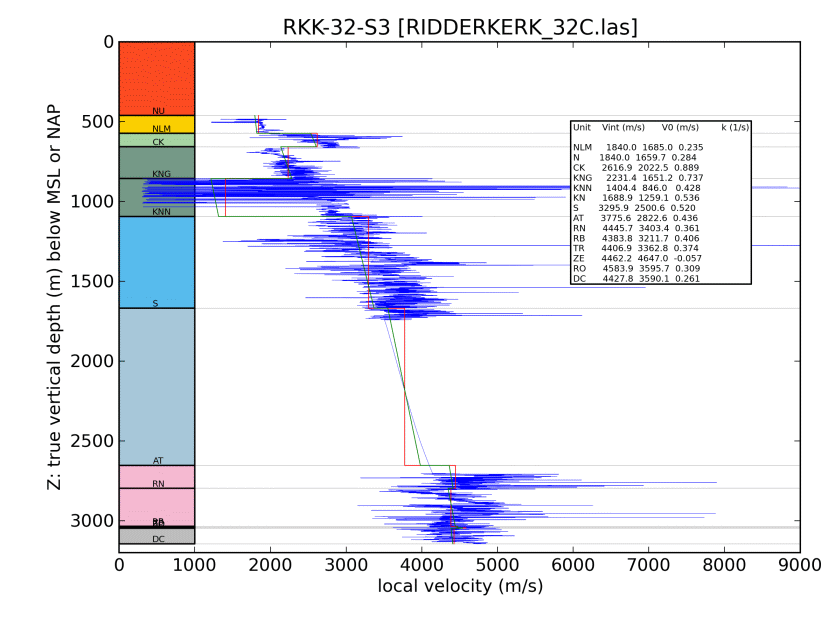 RKK-32-S3 [RIDDERKERK_32C.las]
Z: true vertical depth (m) below MSL or NAP
0
500
1000
1500
2000
2500
3000
NU
NLM
CK
KNG
KNN
S
AT
RN
DC
Unit Vint (m/s) V0 (m/s) k (1/s)
NLM 1840.0 1685.0 0.235
N 1840.0 1659.7 0.284
CK 2616.9 2022.5 0.889
KNG 2231.4 1651.2 0.737
KNN 1404.4 846.0 0.428
KN 1688.9 1259.1 0.536
S 3295.9 2500.6 0.520
AT 3775.6 2822.6 0.436
RN 4445.7 3403.4 0.361
RB 4383.8 3211.7 0.406
TR 4406.9 3362.8 0.374
ZE 4462.2 4647.0 -0.057
RO 4583.9 3595.7 0.309
DC 4427.8 3590.1 0.261
0 1000 2000 3000 4000 5000 6000 7000 8000 9000
local velocity (m/s)